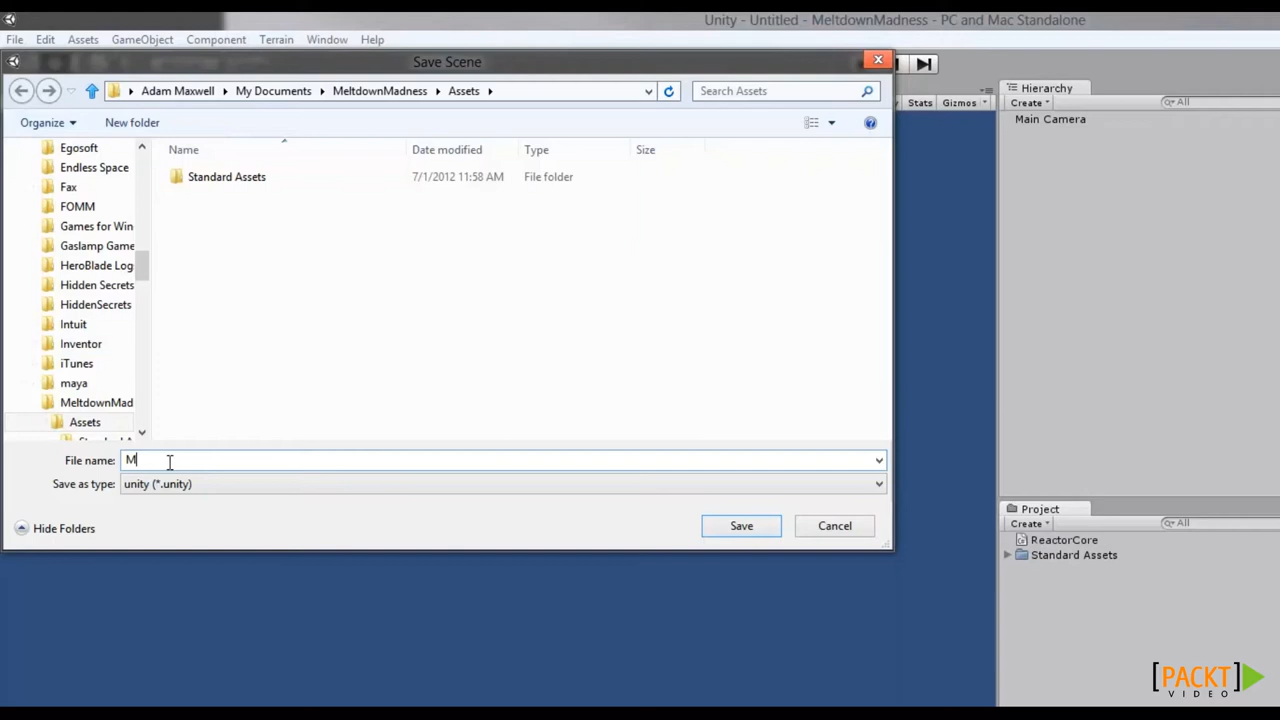 Unity - Untitled - MeltdownMadness - PC and Mac Standalone
File Edit Assets GameObject Component Terrain Window Help
Save Scene
Adam Maxwell My Documents MeltdownMadness Assets
Search Assets
Organize New folder
Stats Gizmos
Hierarchy
Create All
Main Camera
Name Date modified Type Size
Standard Assets 7/1/2012 11:58 AM File folder
Egosoft
Endless Space
Fax
FOMM
Games for Win
Gaslamp Game
HeroBlade Log
Hidden Secrets
HiddenSecrets
Intuit
Inventor
iTunes
maya
MeltdownMad
Assets
File name: M
Save as type: unity (*.unity)
Hide Folders
Save Cancel
Project
Create All
ReactorCore
Standard Assets
[PACKT
VIDEO